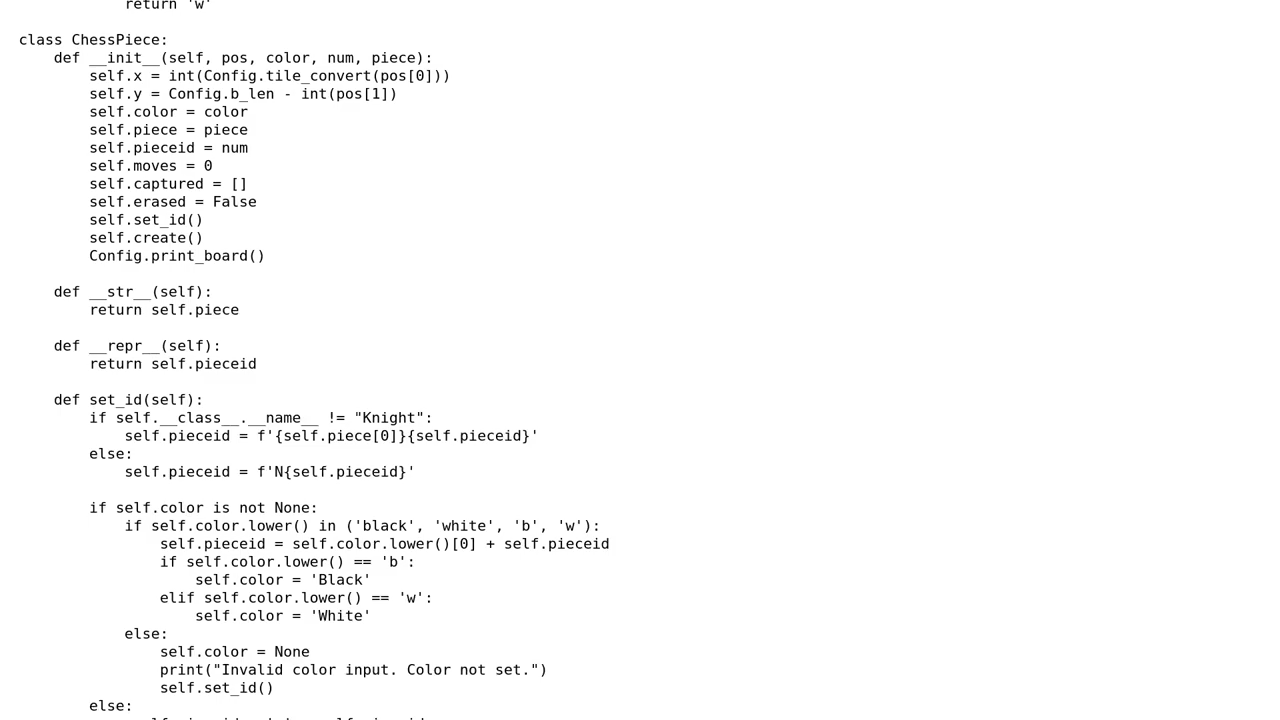 return 'w'
class ChessPiece:
    def __init__(self, pos, color, num, piece):
        self.x = int(Config.tile_convert(pos[0]))
        self.y = Config.b_len - int(pos[1])
        self.color = color
        self.piece = piece
        self.pieceid = num
        self.moves = 0
        self.captured = []
        self.erased = False
        self.set_id()
        self.create()
        Config.print_board()
    def __str__(self):
        return self.piece
    def __repr__(self):
        return self.pieceid
    def set_id(self):
        if self.__class__.__name__ != "Knight":
            self.pieceid = f'{self.piece[0]}{self.pieceid}'
        else:
            self.pieceid = f'N{self.pieceid}'
        if self.color is not None:
            if self.color.lower() in ('black', 'white', 'b', 'w'):
                self.pieceid = self.color.lower()[0] + self.pieceid
                if self.color.lower() == 'b':
                    self.color = 'Black'
                elif self.color.lower() == 'w':
                    self.color = 'White'
            else:
                self.color = None
                print("Invalid color input. Color not set.")
                self.set_id()
        else: